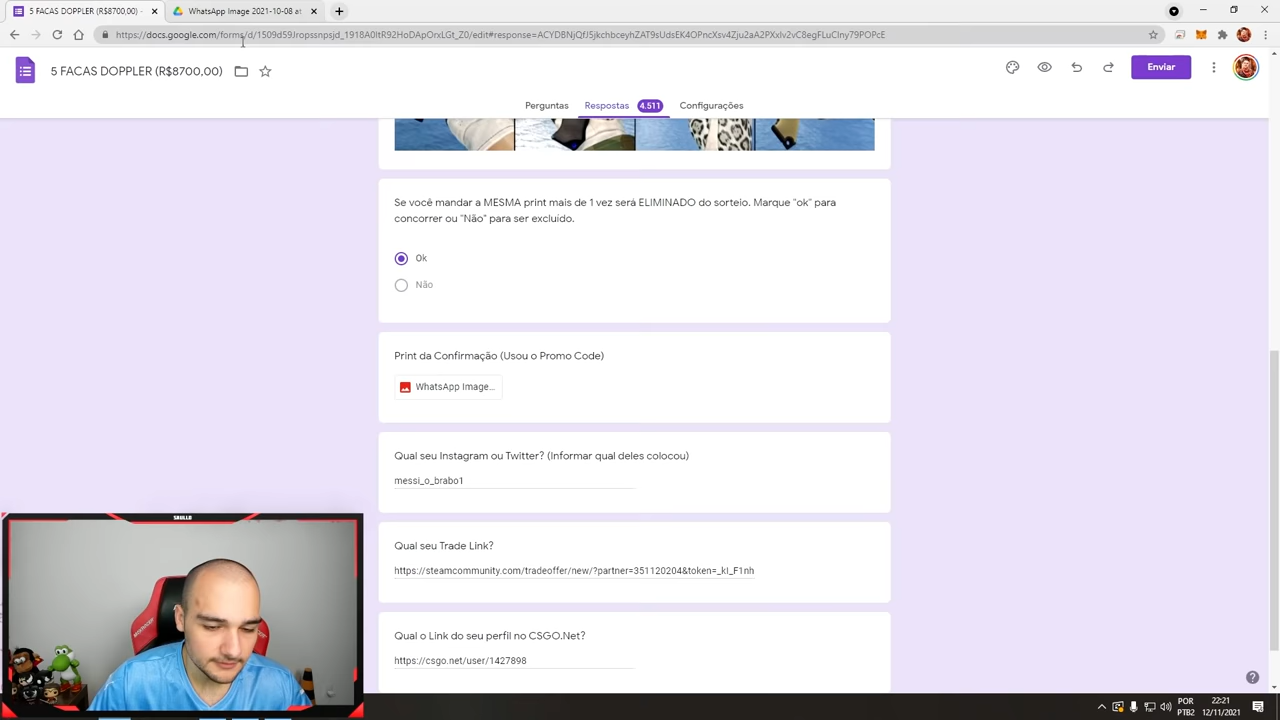 5 FACAS DOPPLER (R$8700,00) -
WhatsApp Image 2021-10-08 at
5 FACAS DOPPLER (R$8700,00)
Enviar
Perguntas
Respostas
4.511
Configurações
Se você mandar a MESMA print mais de 1 vez será ELIMINADO do sorteio. Marque "ok" para
concorrer ou "Não" para ser excluido.
Ok
Não
Print da Confirmação (Usou o Promo Code)
WhatsApp Image...
Qual seu Instagram ou Twitter? (Informar qual deles colocou)
messi_o_brabo1
Qual seu Trade Link?
https://steamcommunity.com/tradeoffer/new/?partner=351120204&token=_kI_F1nh
Qual o Link do seu perfil no CSGO.Net?
https://csgo.net/user/1427898
SAULLO
POR
PTB2
22:21
12/11/2021